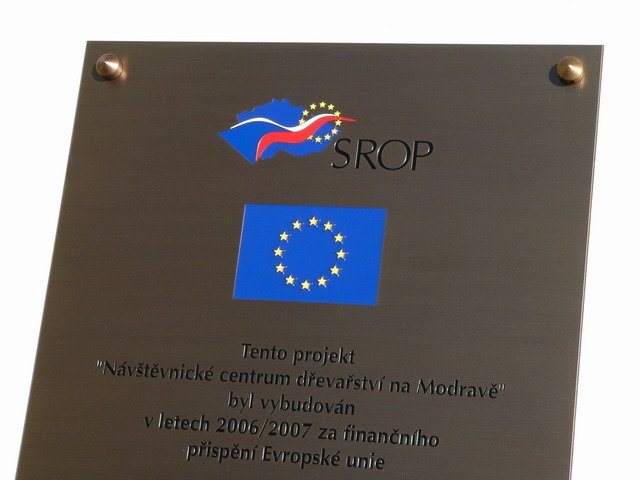 SROP
Tento projekt
"Návštěvnické centrum dřevařství na Modravě"
byl vybudován
v letech 2006/2007 za finančního
přispění Evropské unie